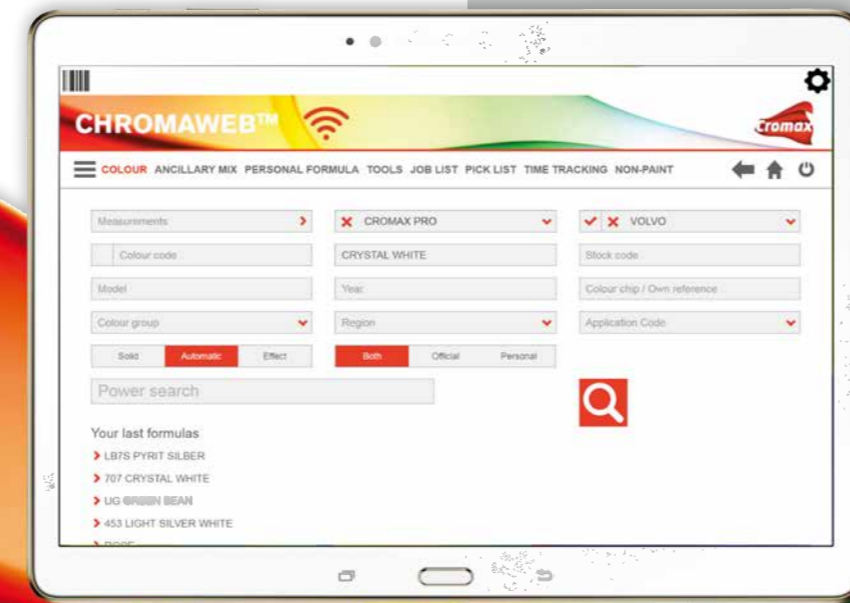 CHROMAWEB™
Cromax
COLOUR ANCILLARY MIX PERSONAL FORMULA TOOLS JOB LIST PICK LIST TIME TRACKING NON-PAINT
Measurements CROMAX PRO VOLVO
Colour code CRYSTAL WHITE Stock code
Model Year Colour chip / Own reference
Colour group Region Application Code
Solid Automatic Effect Both Official Personal
Power search
Your last formulas
LB7S PYRIT SILBER
707 CRYSTAL WHITE
UG GREEN BEAN
453 LIGHT SILVER WHITE